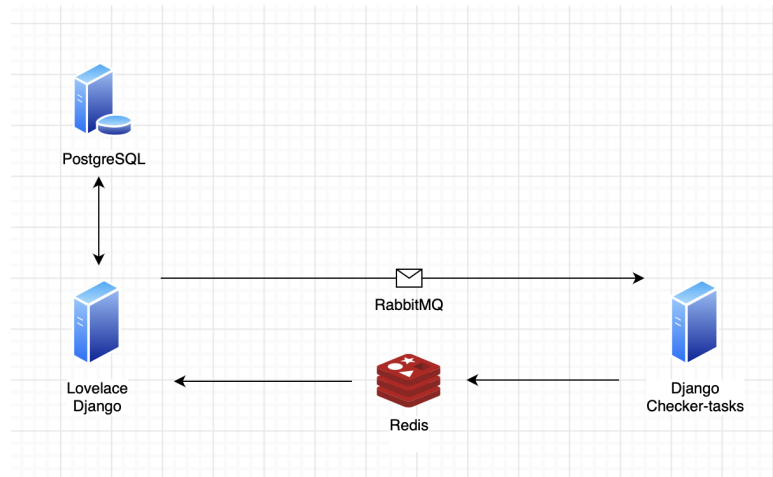 PostgreSQL
RabbitMQ
Lovelace
Django
Redis
Django
Checker-tasks